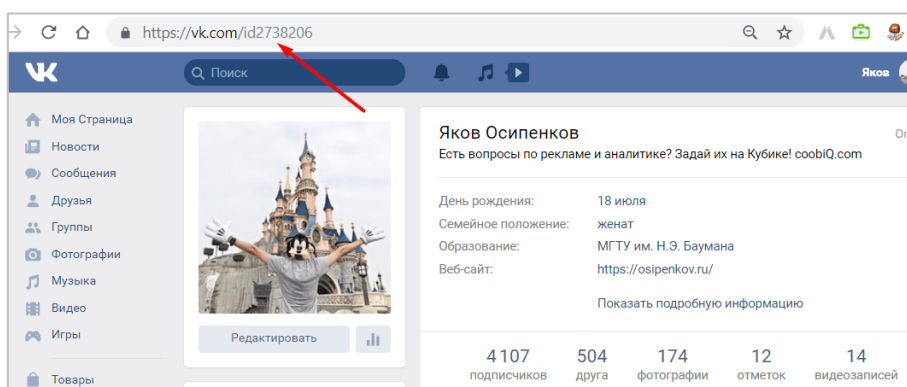 https://vk.com/id2738206
Поиск
Яков
Моя Страница
Новости
Сообщения
Друзья
Группы
Фотографии
Музыка
Видео
Игры
Товары
Редактировать
Яков Осипенков
Есть вопросы по рекламе и аналитике? Задай их на Кубике! coobiQ.com
День рождения: 18 июля
Семейное положение: женат
Образование: МГТУ им. Н.Э. Баумана
Веб-сайт: https://osipenkov.ru/
Показать подробную информацию
4107 504 174 12 14
подписчиков друга фотографии отметок видеозаписей